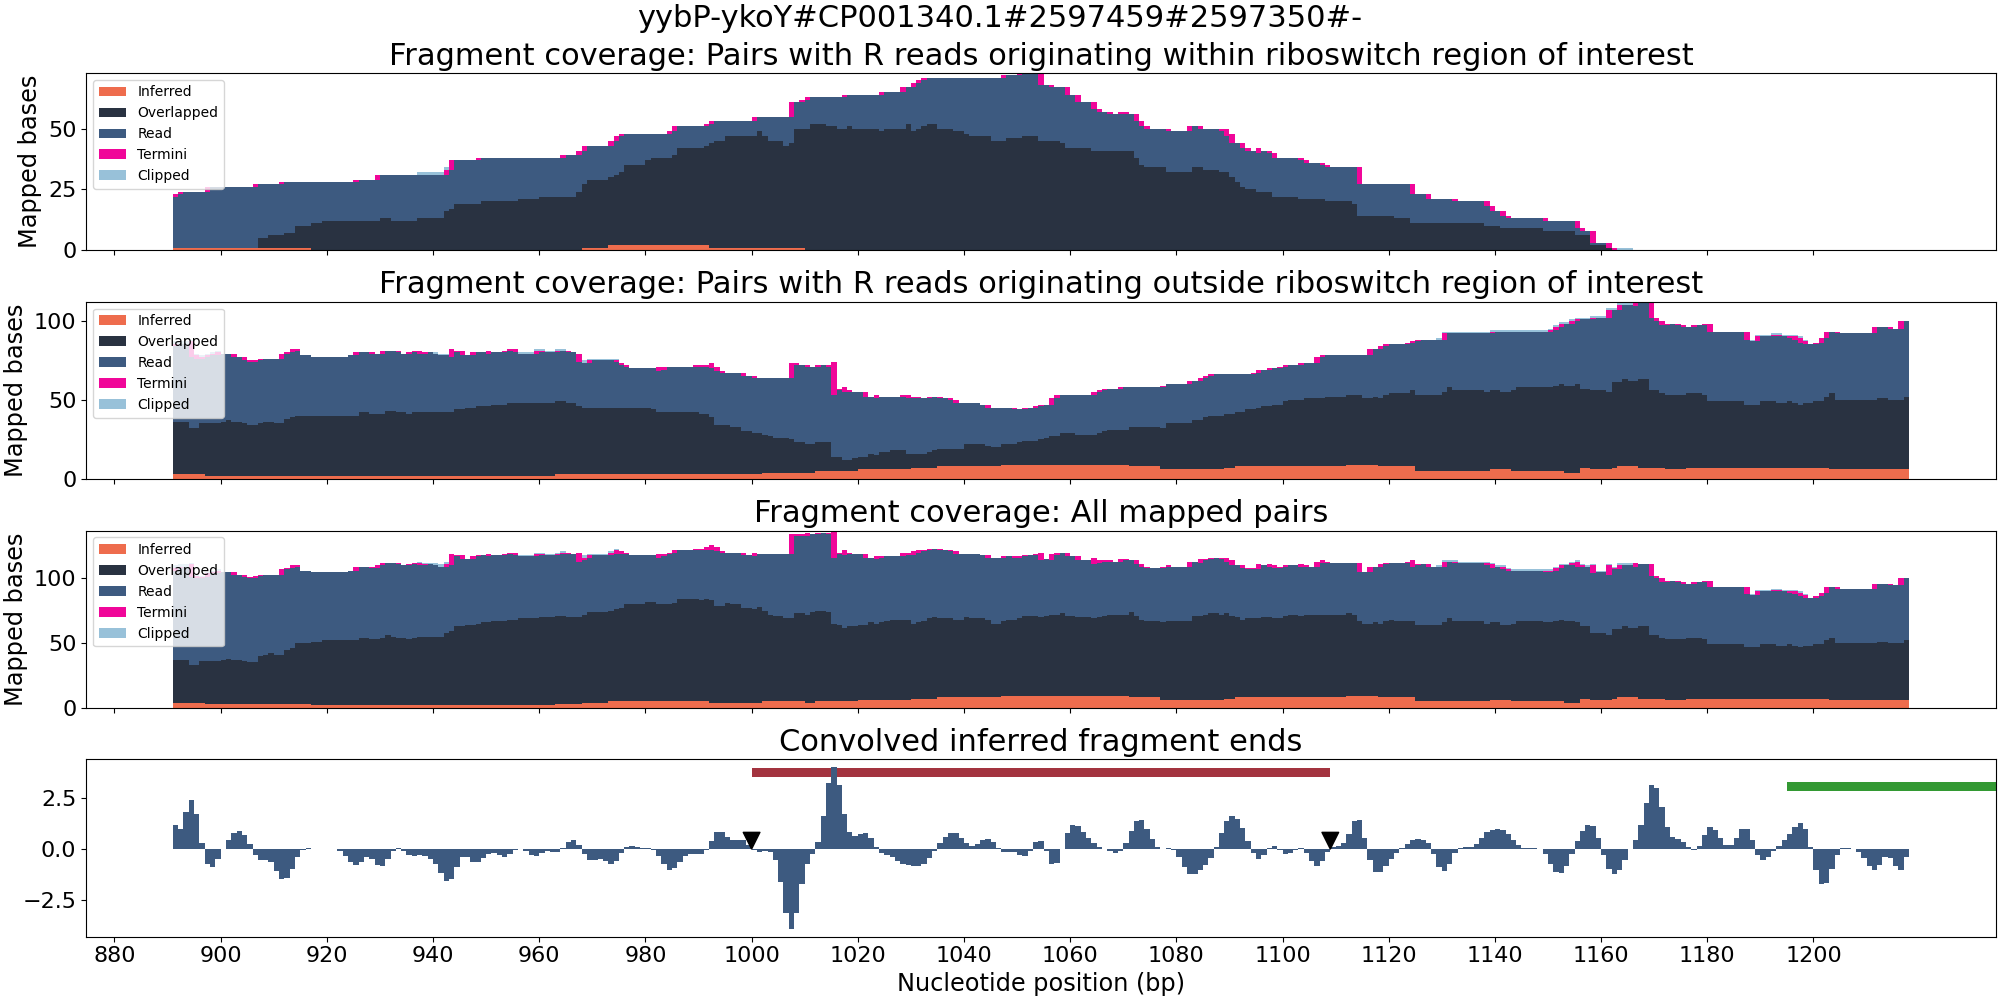 yybP-ykoY#CP001340.1#2597459#2597350#-
Fragment coverage: Pairs with R reads originating within riboswitch region of interest
Mapped bases
50
25
0
Inferred
Overlapped
Read
Termini
Clipped
Fragment coverage: Pairs with R reads originating outside riboswitch region of interest
Mapped bases
100
50
0
Inferred
Overlapped
Read
Termini
Clipped
Fragment coverage: All mapped pairs
Mapped bases
100
50
0
Inferred
Overlapped
Read
Termini
Clipped
Convolved inferred fragment ends
2.5
0.0
−2.5
880 900 920 940 960 980 1000 1020 1040 1060 1080 1100 1120 1140 1160 1180 1200
Nucleotide position (bp)